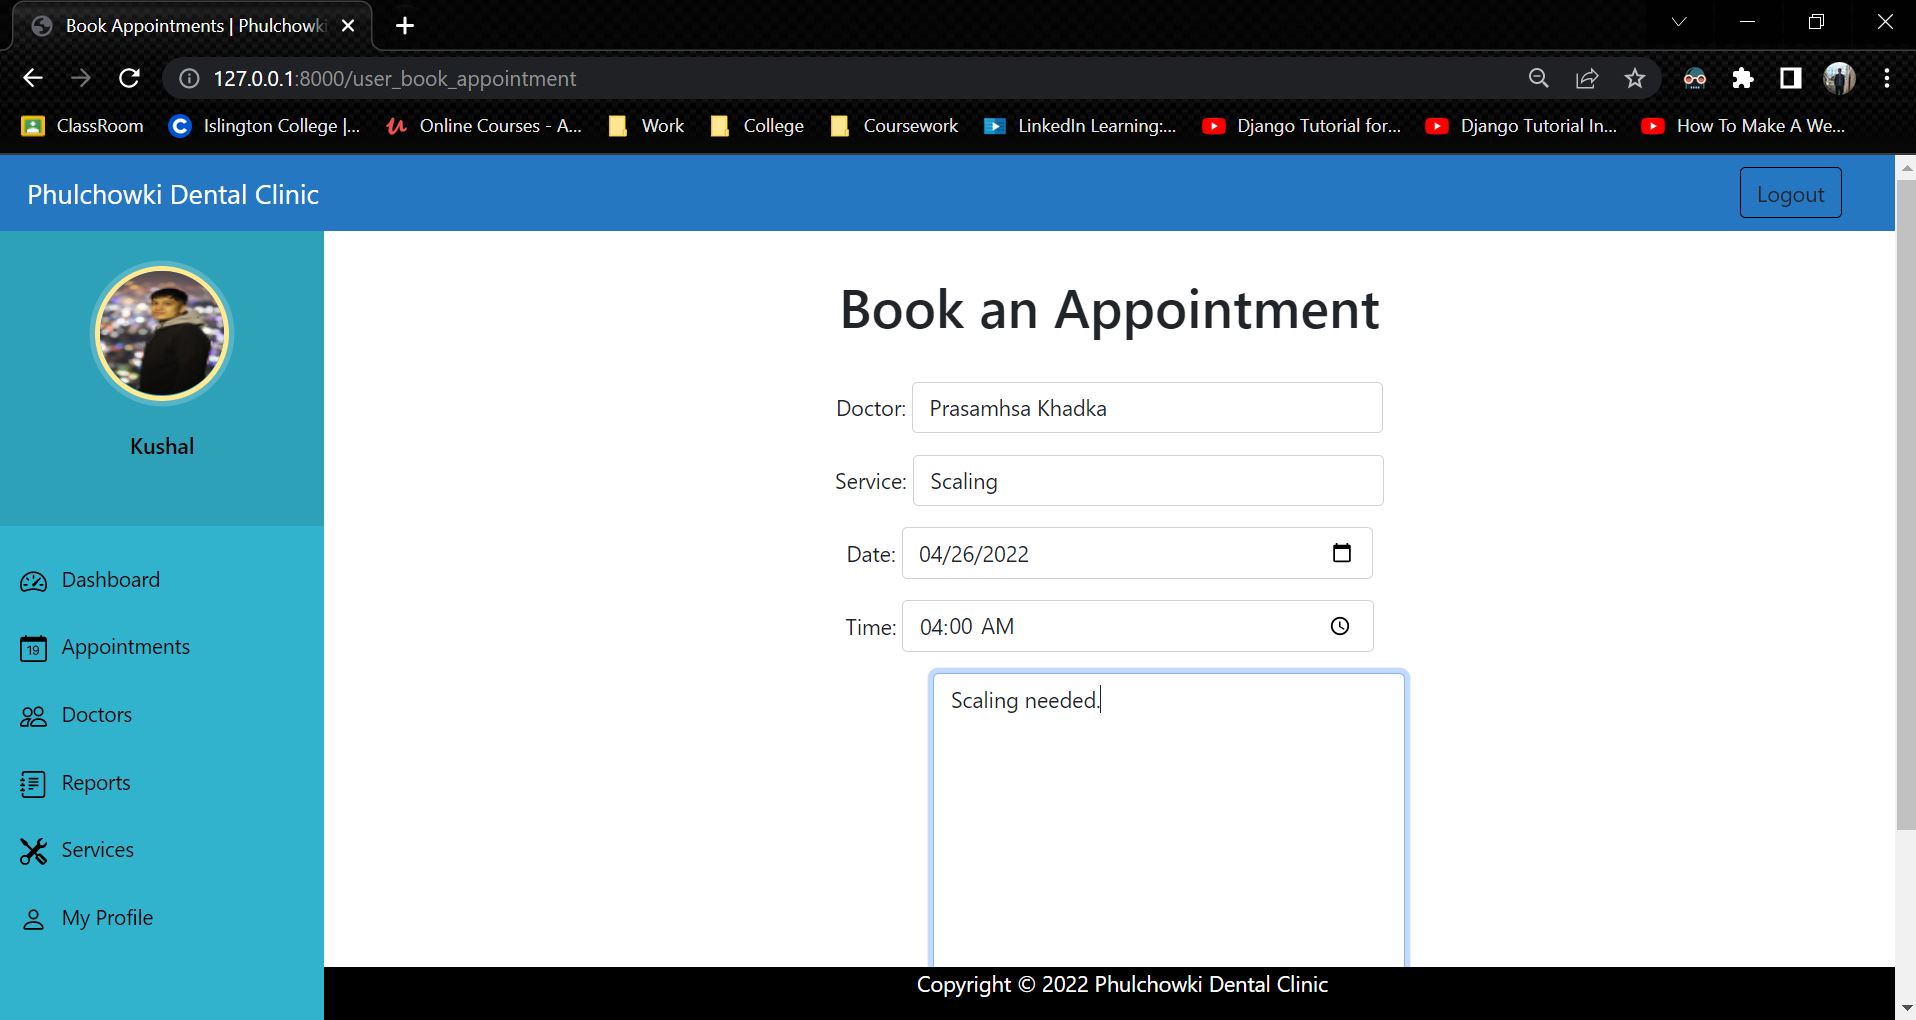 Book Appointments | Phulchowki
127.0.0.1:8000/user_book_appointment
ClassRoom
Islington College |...
Online Courses - A...
Work
College
Coursework
LinkedIn Learning:...
Django Tutorial for...
Django Tutorial In...
How To Make A We...
Phulchowki Dental Clinic
Logout
Kushal
Dashboard
19
Appointments
Doctors
Reports
Services
My Profile
Book an Appointment
Doctor: Prasamhsa Khadka
Service: Scaling
Date: 04/26/2022
Time: 04:00 AM
Scaling needed.
Copyright © 2022 Phulchowki Dental Clinic